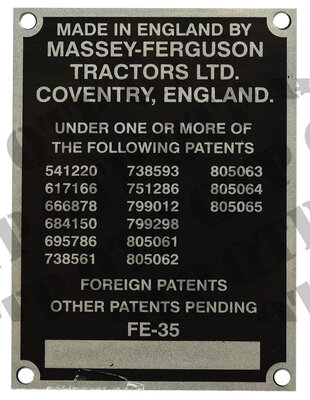 MADE IN ENGLAND BY
MASSEY-FERGUSON
TRACTORS LTD.
COVENTRY, ENGLAND.
UNDER ONE OR MORE OF
THE FOLLOWING PATENTS
541220 738593 805063
617166 751286 805064
666878 799012 805065
684150 799298
695786 805061
738561 805062
FOREIGN PATENTS
OTHER PATENTS PENDING
FE-35